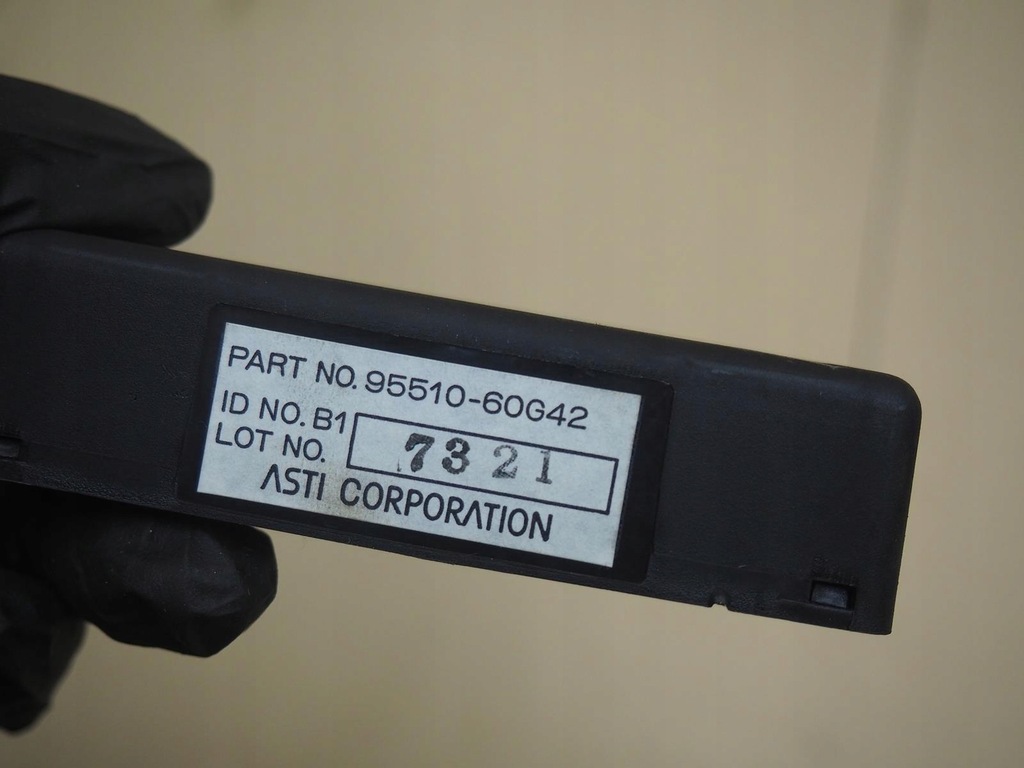 PART NO. 95510-60G42
ID NO. B1
LOT NO. 7321
ASTI CORPORATION